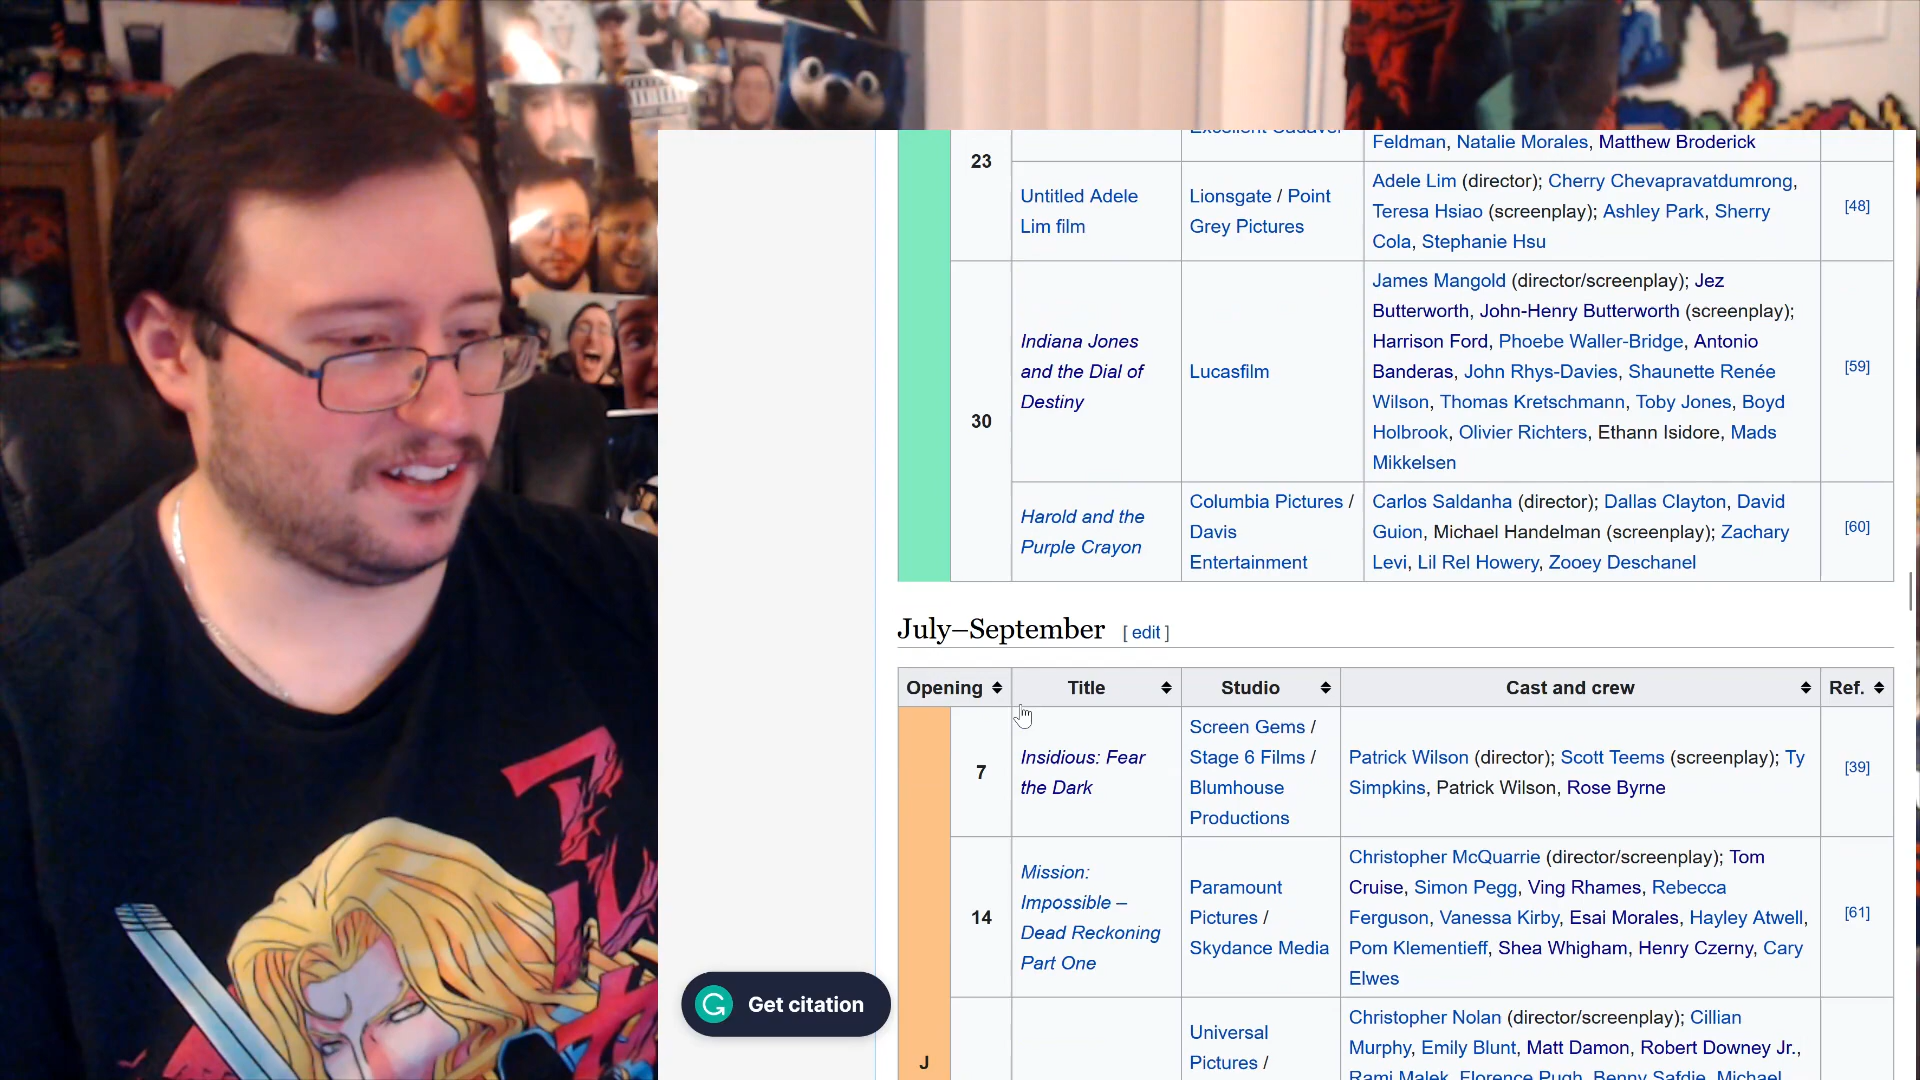 Feldman, Natalie Morales, Matthew Broderick
23
Untitled Adele
Lim film
Lionsgate / Point
Grey Pictures
Adele Lim (director); Cherry Chevapravatdumrong,
Teresa Hsiao (screenplay); Ashley Park, Sherry
Cola, Stephanie Hsu
[48]
30
Indiana Jones
and the Dial of
Destiny
Lucasfilm
James Mangold (director/screenplay); Jez
Butterworth, John-Henry Butterworth (screenplay);
Harrison Ford, Phoebe Waller-Bridge, Antonio
Banderas, John Rhys-Davies, Shaunette Renée
Wilson, Thomas Kretschmann, Toby Jones, Boyd
Holbrook, Olivier Richters, Ethann Isidore, Mads
Mikkelsen
[59]
Harold and the
Purple Crayon
Columbia Pictures /
Davis
Entertainment
Carlos Saldanha (director); Dallas Clayton, David
Guion, Michael Handelman (screenplay); Zachary
Levi, Lil Rel Howery, Zooey Deschanel
[60]
July–September [ edit ]
Opening Title Studio Cast and crew Ref.
7
Insidious: Fear
the Dark
Screen Gems /
Stage 6 Films /
Blumhouse
Productions
Patrick Wilson (director); Scott Teems (screenplay); Ty
Simpkins, Patrick Wilson, Rose Byrne
[39]
14
Mission:
Impossible –
Dead Reckoning
Part One
Paramount
Pictures /
Skydance Media
Christopher McQuarrie (director/screenplay); Tom
Cruise, Simon Pegg, Ving Rhames, Rebecca
Ferguson, Vanessa Kirby, Esai Morales, Hayley Atwell,
Pom Klementieff, Shea Whigham, Henry Czerny, Cary
Elwes
[61]
J
Universal
Pictures /
Christopher Nolan (director/screenplay); Cillian
Murphy, Emily Blunt, Matt Damon, Robert Downey Jr.,
Rami Malek, Florence Pugh, Benny Safdie, Michael
Get citation